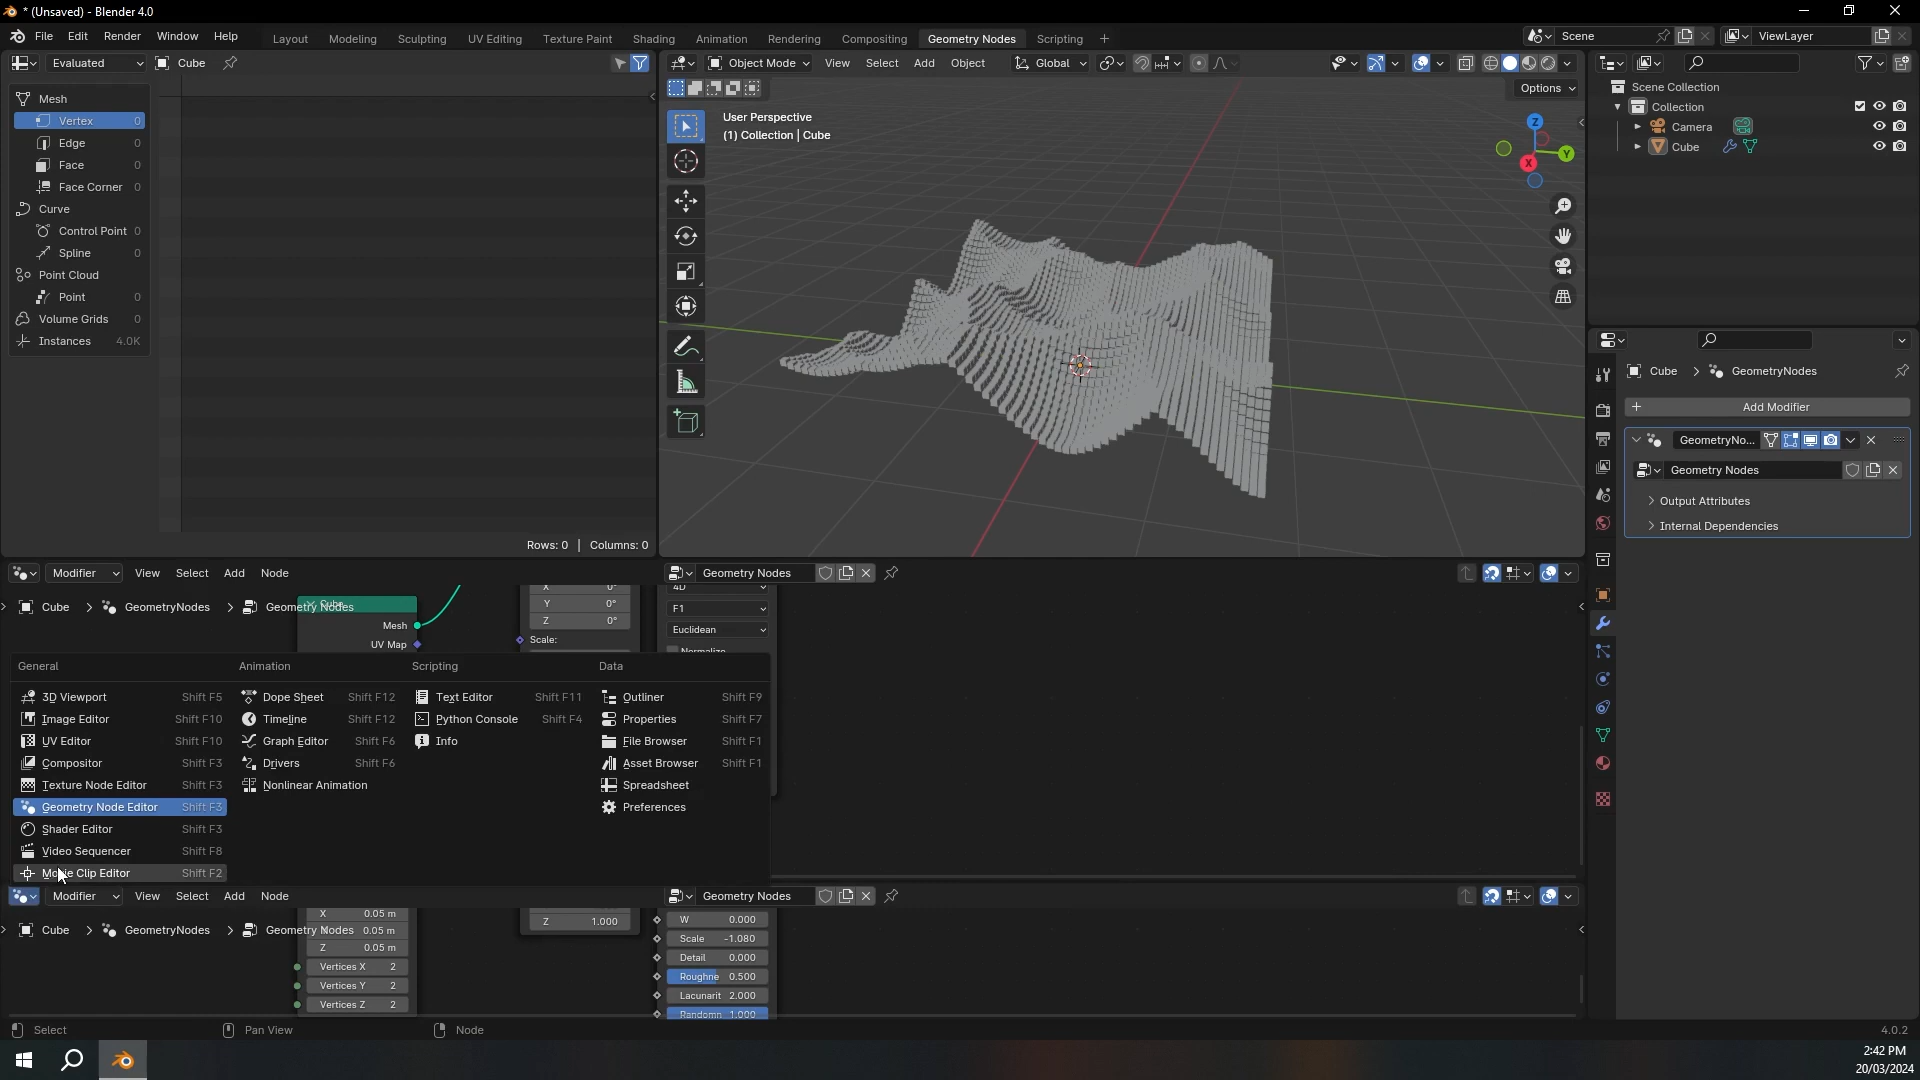 * (Unsaved) - Blender 4.0
File Edit Render Window Help Layout Modeling Sculpting UV Editing Texture Paint Shading Animation Rendering Compositing Geometry Nodes Scripting + Scene ViewLayer
Evaluated Cube
Object Mode View Select Add Object Global
Options
Mesh
Vertex 0
Edge 0
Face 0
Face Corner 0
Curve
Control Point 0
Spline 0
Point Cloud
Point 0
Volume Grids 0
Instances 4.0K
Rows: 0 | Columns: 0
User Perspective
(1) Collection | Cube
Z
Y
X
Scene Collection
Collection
Camera
Cube
Cube > GeometryNodes
+ Add Modifier
GeometryNo...
Geometry Nodes
Output Attributes
Internal Dependencies
Modifier View Select Add Node Geometry Nodes
Cube > GeometryNodes > Geometry Nodes
Mesh
UV Map
X 0°
Y 0°
Z 0°
Scale:
4D
F1
Euclidean
Normalize
General Animation Scripting Data
3D Viewport Shift F5 Dope Sheet Shift F12 Text Editor Shift F11 Outliner Shift F9
Image Editor Shift F10 Timeline Shift F12 Python Console Shift F4 Properties Shift F7
UV Editor Shift F10 Graph Editor Shift F6 Info File Browser Shift F1
Compositor Shift F3 Drivers Shift F6 Asset Browser Shift F1
Texture Node Editor Shift F3 Nonlinear Animation Spreadsheet
Geometry Node Editor Shift F3 Preferences
Shader Editor Shift F3
Video Sequencer Shift F8
Movie Clip Editor Shift F2
Modifier View Select Add Node Geometry Nodes
Cube > GeometryNodes > Geometry Nodes
X 0.05 m
0.05 m
Z 0.05 m
Vertices X 2
Vertices Y 2
Vertices Z 2
Z 1.000
W 0.000
Scale -1.080
Detail 0.000
Roughne 0.500
Lacunarit 2.000
Randomn 1.000
Select Pan View Node 4.0.2
2:42 PM
20/03/2024